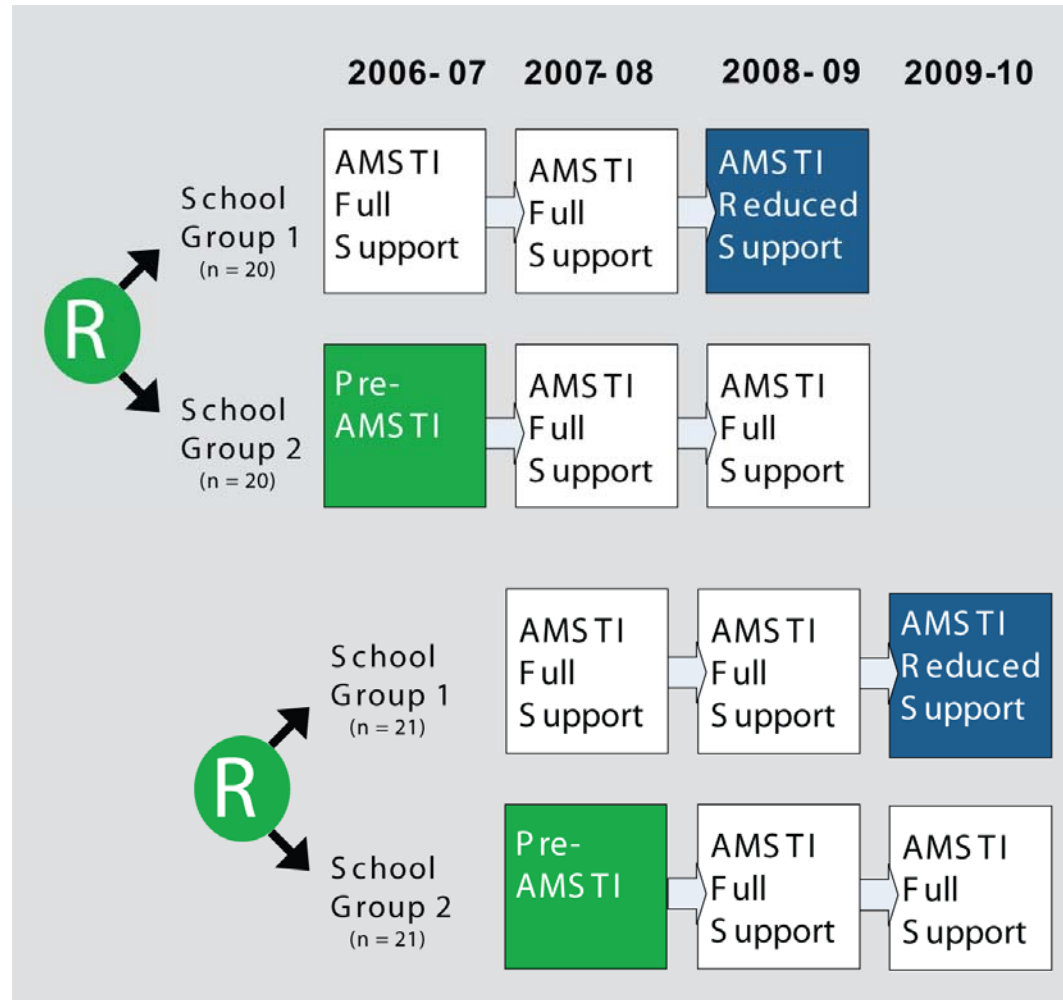 2006-07 2007-08 2008-09 2009-10
School
Group 1
(n = 20)
AMSTI
Full
Support
AMSTI
Full
Support
AMSTI
Reduced
Support
R
School
Group 2
(n = 20)
Pre-
AMSTI
AMSTI
Full
Support
AMSTI
Full
Support
School
Group 1
(n = 21)
AMSTI
Full
Support
AMSTI
Full
Support
AMSTI
Reduced
Support
R
School
Group 2
(n = 21)
Pre-
AMSTI
AMSTI
Full
Support
AMSTI
Full
Support